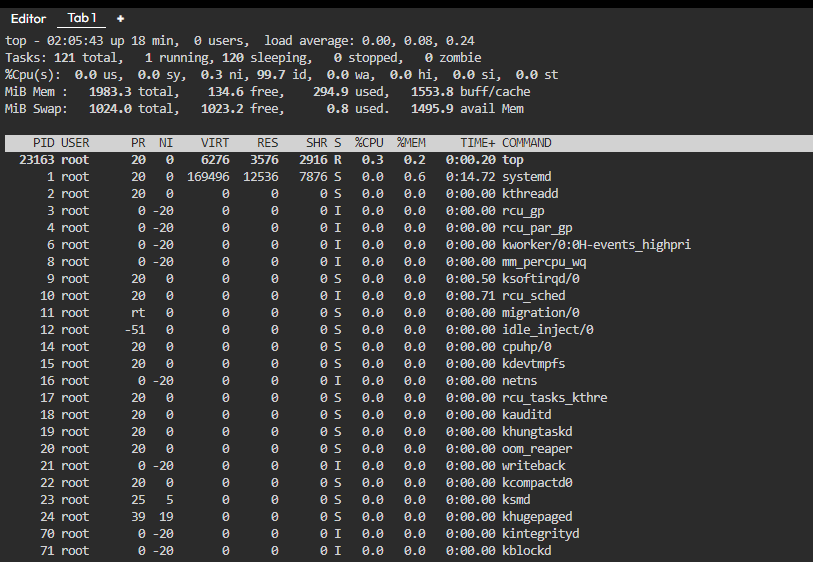 Editor Tab 1 +
top - 02:05:43 up 18 min,  0 users,  load average: 0.00, 0.08, 0.24
Tasks: 121 total,   1 running, 120 sleeping,   0 stopped,   0 zombie
%Cpu(s):  0.0 us,  0.0 sy,  0.3 ni, 99.7 id,  0.0 wa,  0.0 hi,  0.0 si,  0.0 st
MiB Mem :   1983.3 total,    134.6 free,    294.9 used,   1553.8 buff/cache
MiB Swap:   1024.0 total,   1023.2 free,      0.8 used.   1495.9 avail Mem
PID USER PR NI VIRT RES SHR S %CPU %MEM TIME+ COMMAND
23163 root 20 0 6276 3576 2916 R 0.3 0.2 0:00.20 top
1 root 20 0 169496 12536 7876 S 0.0 0.6 0:14.72 systemd
2 root 20 0 0 0 0 S 0.0 0.0 0:00.00 kthreadd
3 root 0 -20 0 0 0 I 0.0 0.0 0:00.00 rcu_gp
4 root 0 -20 0 0 0 I 0.0 0.0 0:00.00 rcu_par_gp
6 root 0 -20 0 0 0 I 0.0 0.0 0:00.00 kworker/0:0H-events_highpri
8 root 0 -20 0 0 0 I 0.0 0.0 0:00.00 mm_percpu_wq
9 root 20 0 0 0 0 S 0.0 0.0 0:00.50 ksoftirqd/0
10 root 20 0 0 0 0 I 0.0 0.0 0:00.71 rcu_sched
11 root rt 0 0 0 0 S 0.0 0.0 0:00.00 migration/0
12 root -51 0 0 0 0 S 0.0 0.0 0:00.00 idle_inject/0
14 root 20 0 0 0 0 S 0.0 0.0 0:00.00 cpuhp/0
15 root 20 0 0 0 0 S 0.0 0.0 0:00.00 kdevtmpfs
16 root 0 -20 0 0 0 I 0.0 0.0 0:00.00 netns
17 root 20 0 0 0 0 S 0.0 0.0 0:00.00 rcu_tasks_kthre
18 root 20 0 0 0 0 S 0.0 0.0 0:00.00 kauditd
19 root 20 0 0 0 0 S 0.0 0.0 0:00.00 khungtaskd
20 root 20 0 0 0 0 S 0.0 0.0 0:00.00 oom_reaper
21 root 0 -20 0 0 0 I 0.0 0.0 0:00.00 writeback
22 root 20 0 0 0 0 S 0.0 0.0 0:00.00 kcompactd0
23 root 25 5 0 0 0 S 0.0 0.0 0:00.00 ksmd
24 root 39 19 0 0 0 S 0.0 0.0 0:00.00 khugepaged
70 root 0 -20 0 0 0 I 0.0 0.0 0:00.00 kintegrityd
71 root 0 -20 0 0 0 I 0.0 0.0 0:00.00 kblockd